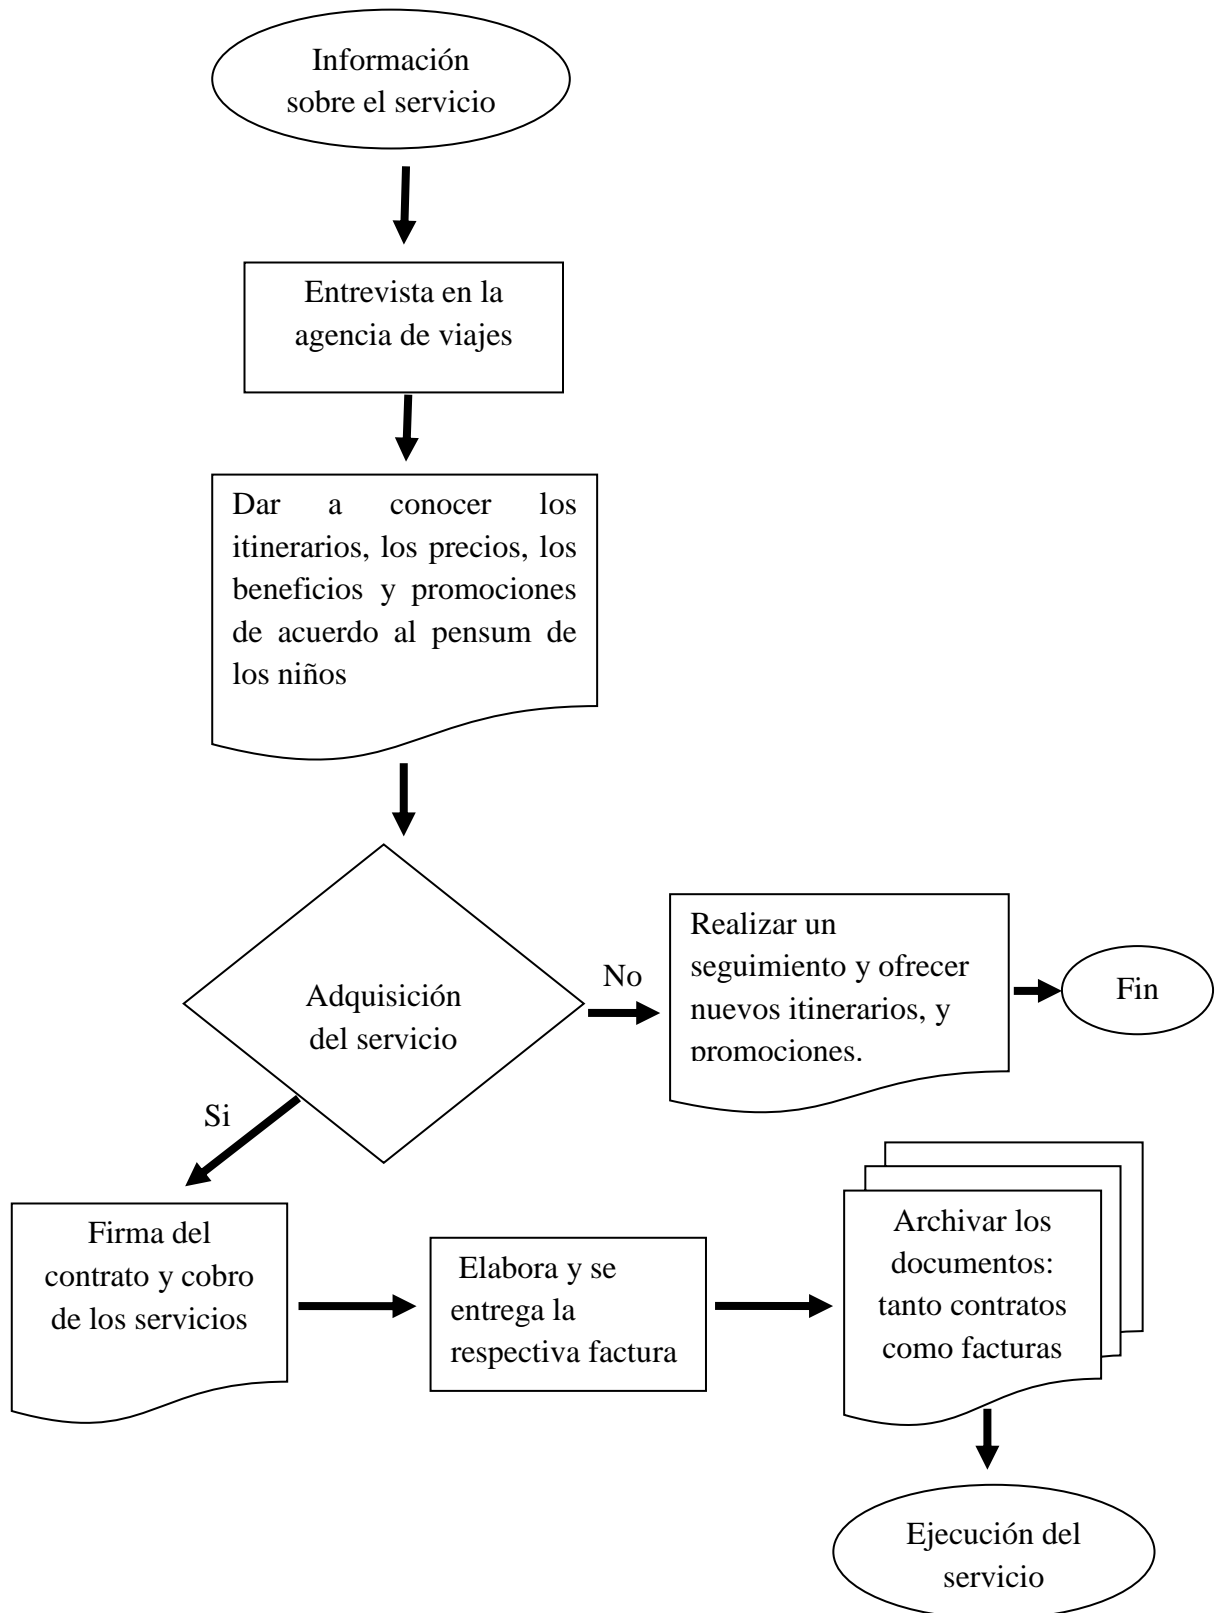 Información
sobre el servicio
Entrevista en la
agencia de viajes
Dar a conocer los
itinerarios, los precios, los
beneficios y promociones
de acuerdo al pensum de
los niños
Adquisición
del servicio
No
Realizar un
seguimiento y ofrecer
nuevos itinerarios, y
promociones.
Fin
Si
Firma del
contrato y cobro
de los servicios
Elabora y se
entrega la
respectiva factura
Archivar los
documentos:
tanto contratos
como facturas
Ejecución del
servicio